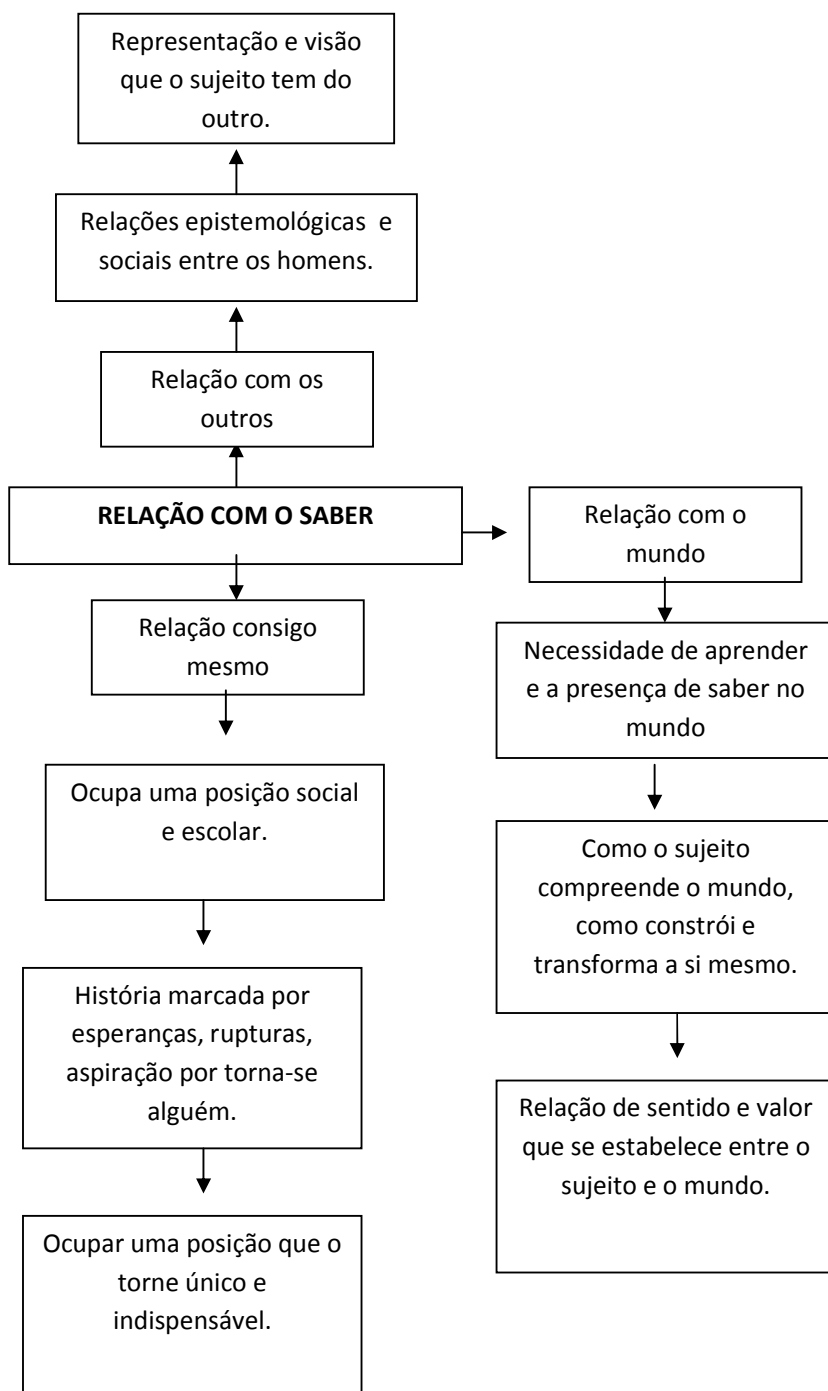 Representação e visão
que o sujeito tem do
outro.
Relações epistemológicas e
sociais entre os homens.
Relação com os
outros
RELAÇÃO COM O SABER
Relação com o
mundo
Relação consigo
mesmo
Necessidade de aprender
e a presença de saber no
mundo
Ocupa uma posição social
e escolar.
Como o sujeito
compreende o mundo,
como constrói e
transforma a si mesmo.
História marcada por
esperanças, rupturas,
aspiração por torna-se
alguém.
Relação de sentido e valor
que se estabelece entre o
sujeito e o mundo.
Ocupar uma posição que o
torne único e
indispensável.